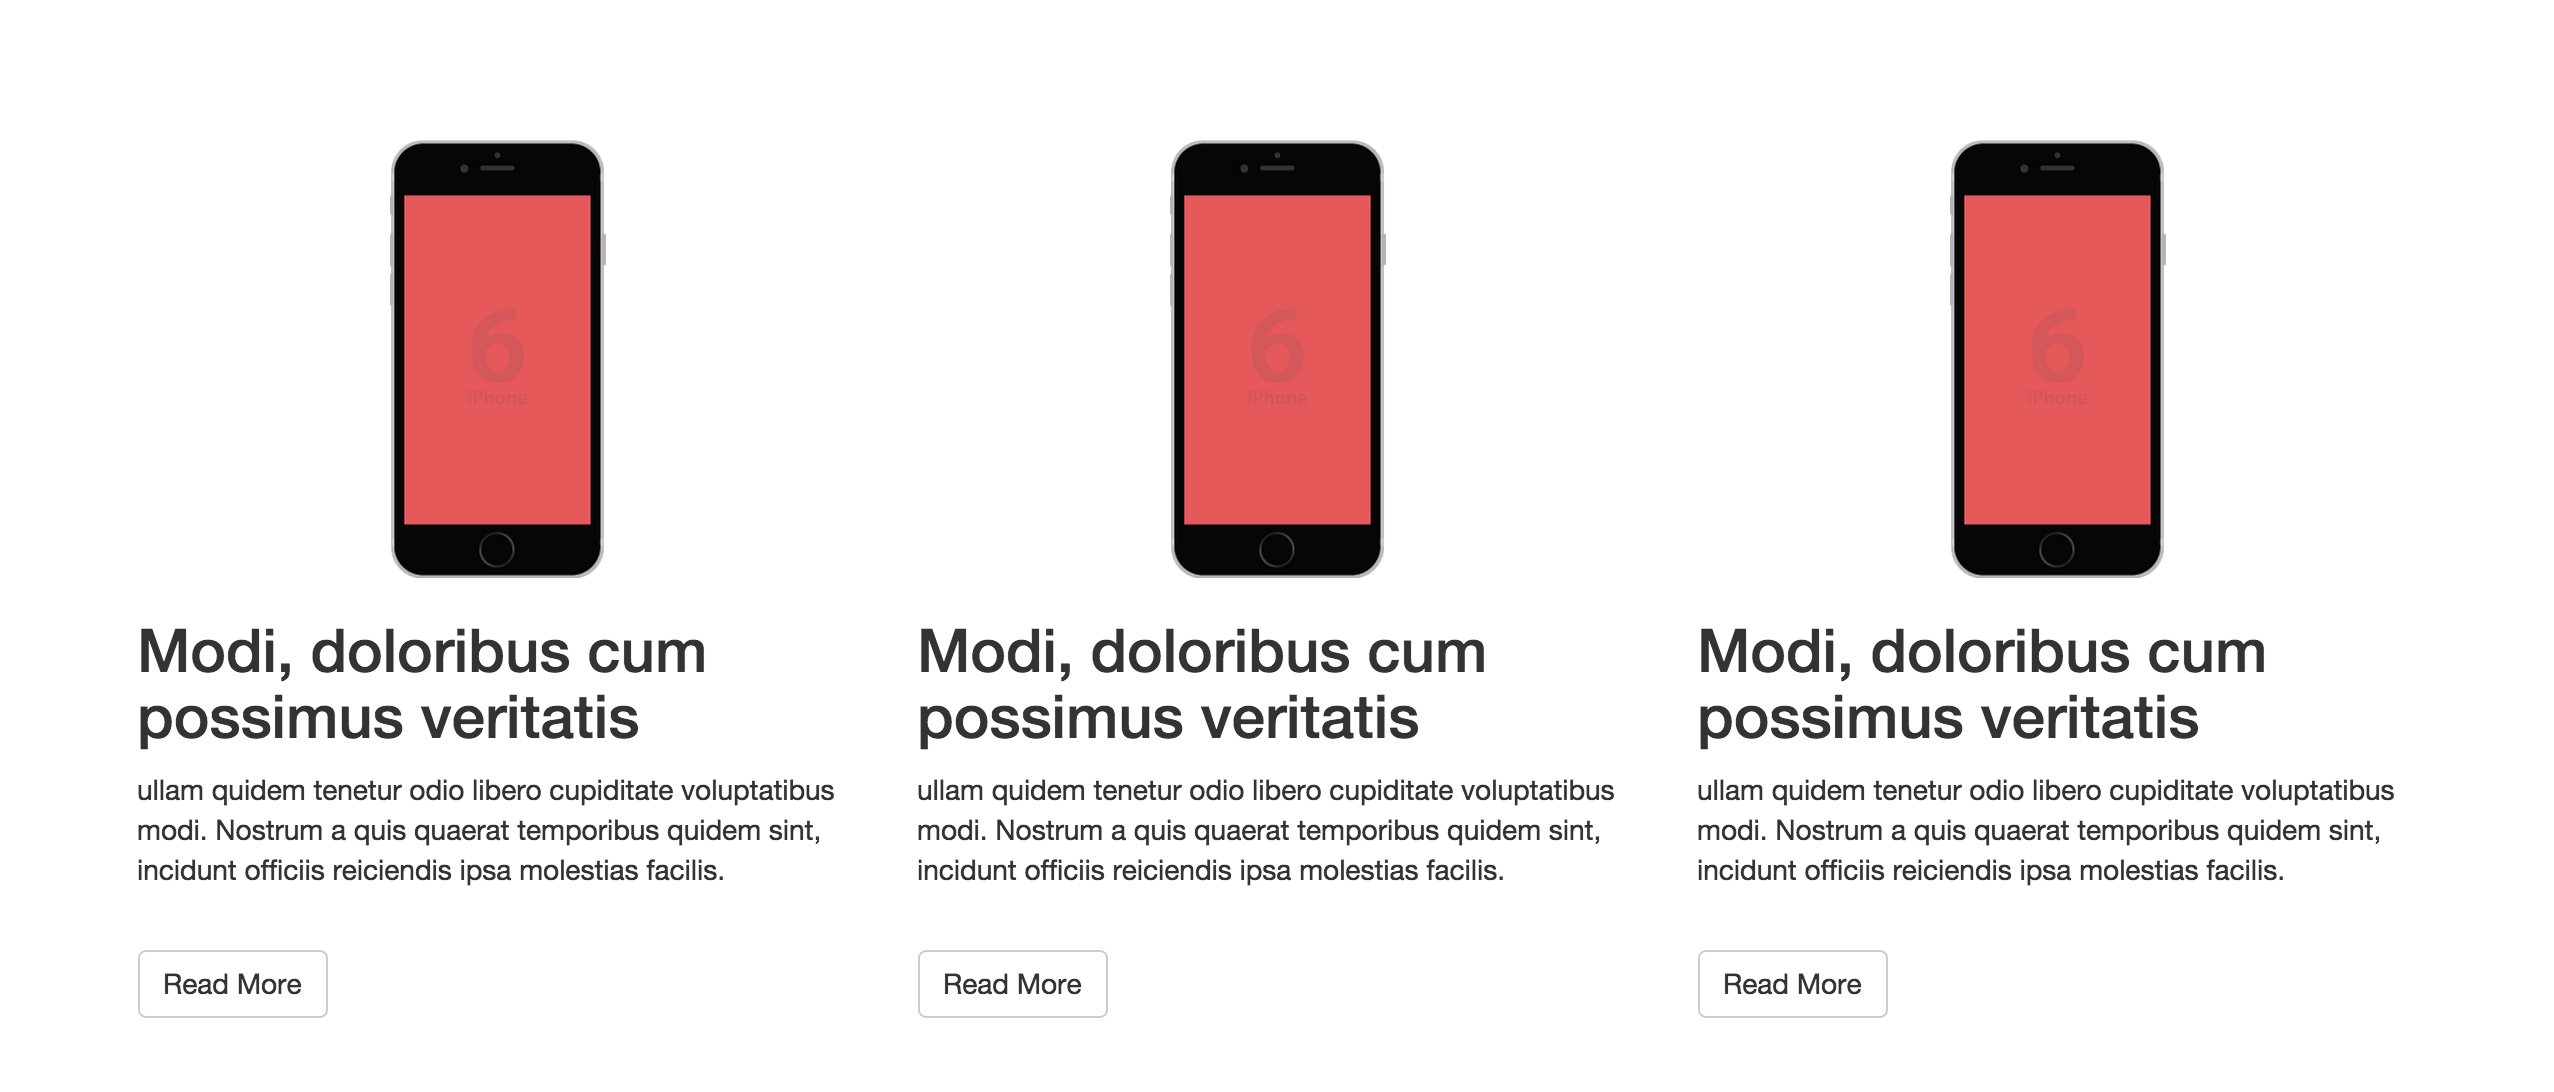 6
iPhone
Modi, doloribus cum
possimus veritatis
ullam quidem tenetur odio libero cupiditate voluptatibus
modi. Nostrum a quis quaerat temporibus quidem sint,
incidunt officiis reiciendis ipsa molestias facilis.
Read More
6
iPhone
Modi, doloribus cum
possimus veritatis
ullam quidem tenetur odio libero cupiditate voluptatibus
modi. Nostrum a quis quaerat temporibus quidem sint,
incidunt officiis reiciendis ipsa molestias facilis.
Read More
6
iPhone
Modi, doloribus cum
possimus veritatis
ullam quidem tenetur odio libero cupiditate voluptatibus
modi. Nostrum a quis quaerat temporibus quidem sint,
incidunt officiis reiciendis ipsa molestias facilis.
Read More